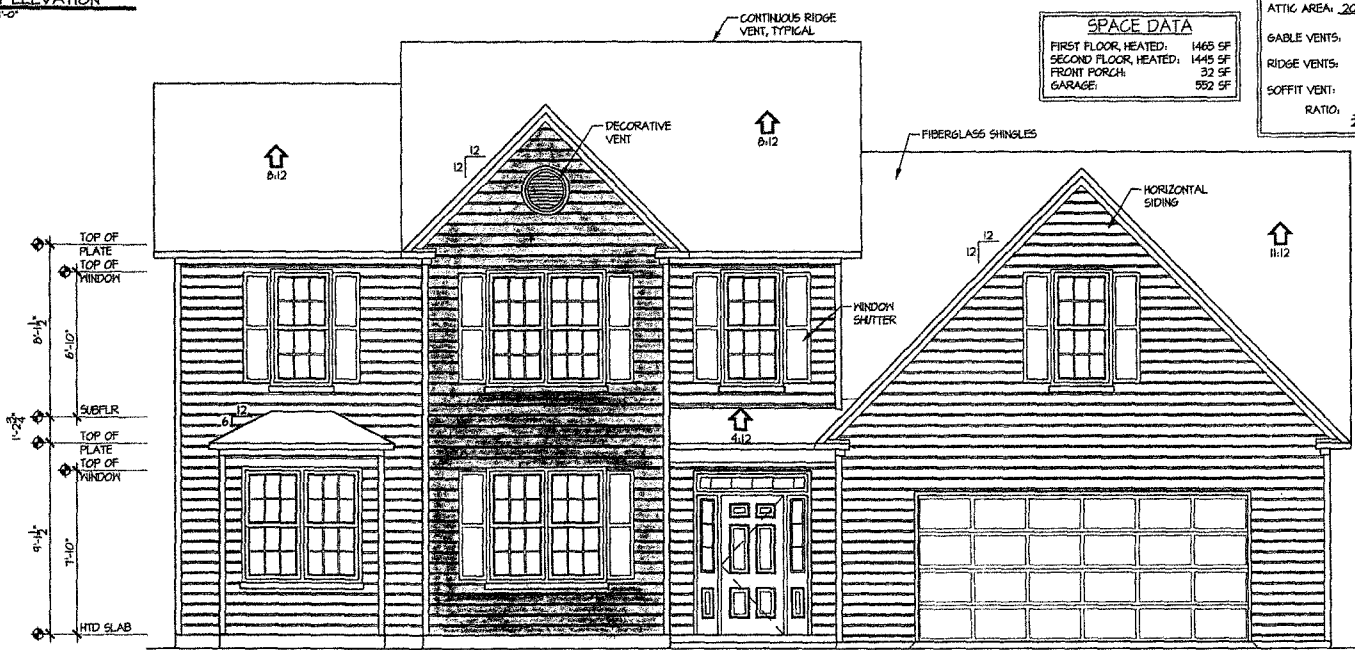 ELEVATION
CONTINUOUS RIDGE
VENT, TYPICAL
SPACE DATA
FIRST FLOOR, HEATED: 1465 SF
SECOND FLOOR, HEATED: 1445 SF
FRONT PORCH: 32 SF
GARAGE: 552 SF
ATTIC AREA: 20
GABLE VENTS:
RIDGE VENTS:
SOFFIT VENT:
RATIO:
8:12
12
12
DECORATIVE
VENT
8:12
FIBERGLASS SHINGLES
HORIZONTAL
SIDING
12
12
11:12
TOP OF
PLATE
TOP OF
WINDOW
8'-1½"
6'-10"
WINDOW
SHUTTER
SUBFLR
1'-2¾"
12
6
4:12
TOP OF
PLATE
TOP OF
WINDOW
9'-1½"
7'-10"
HTD SLAB